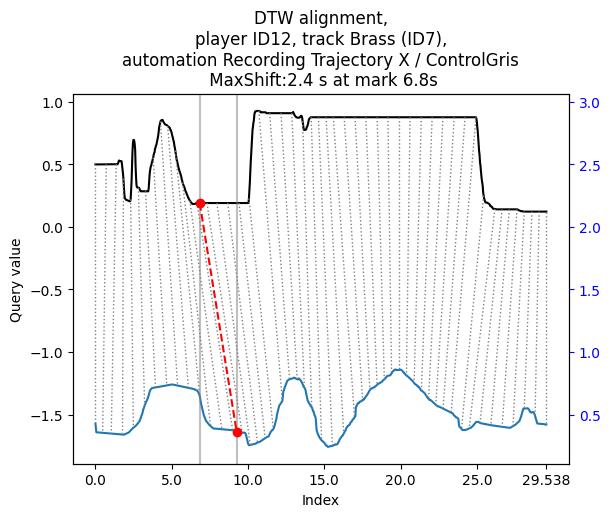 DTW alignment,
player ID12, track Brass (ID7),
automation Recording Trajectory X / ControlGris
MaxShift:2.4 s at mark 6.8s
1.0
0.5
0.0
−0.5
−1.0
−1.5
Query value
3.0
2.5
2.0
1.5
1.0
0.5
0.0 5.0 10.0 15.0 20.0 25.0 29.538
Index